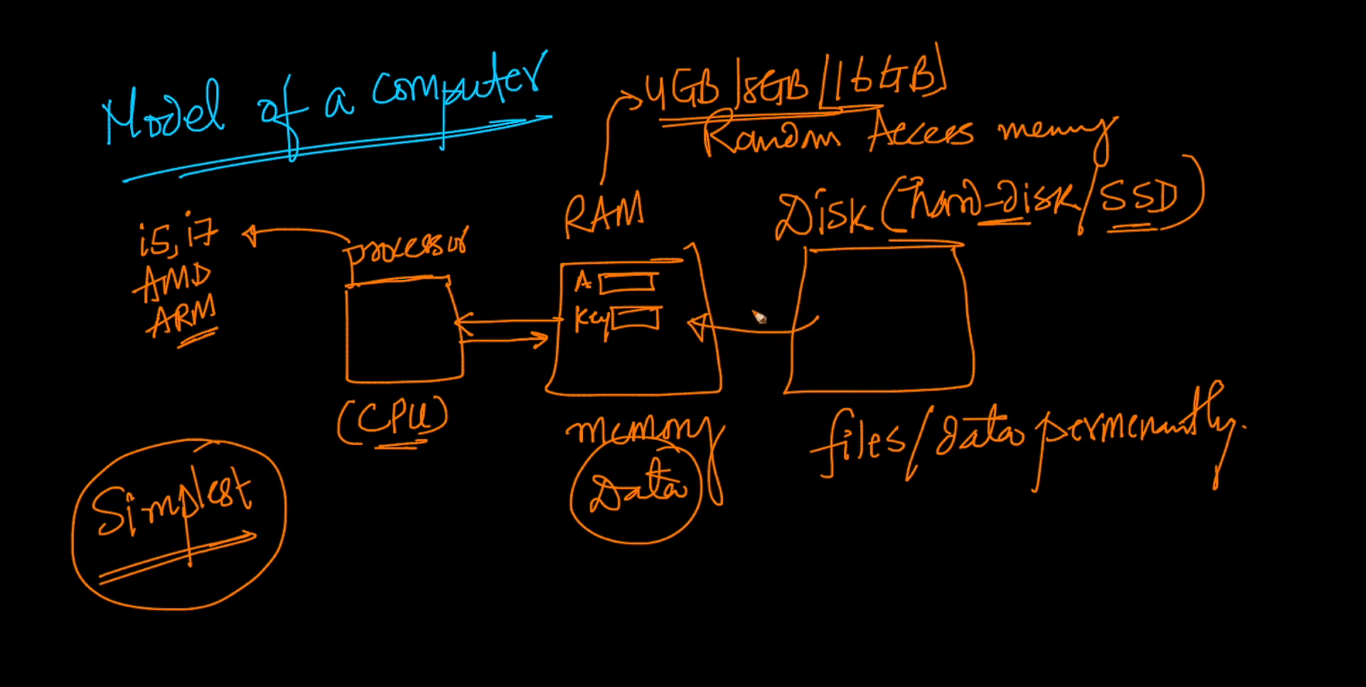 Model of a computer
4GB/8GB/16GB)
Random Access memory
RAM
Disk (hard-disk/SSD)
i5, i7
AMD
ARM
processor
A
Key
(CPU)
memory
Data
files/data permenantly.
Simplest